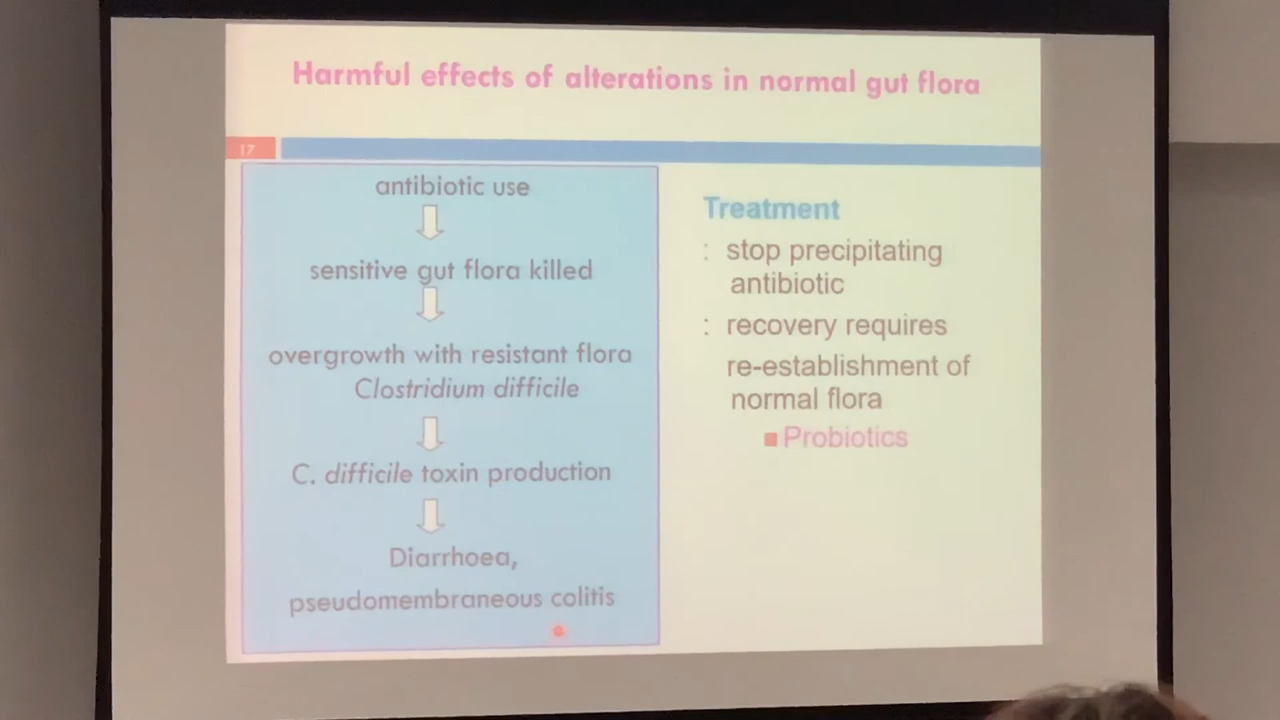 Harmful effects of alterations in normal gut flora
17
antibiotic use
sensitive gut flora killed
overgrowth with resistant flora
Clostridium difficile
C. difficile toxin production
Diarrhoea,
pseudomembraneous colitis
Treatment
: stop precipitating
antibiotic
: recovery requires
re-establishment of
normal flora
Probiotics